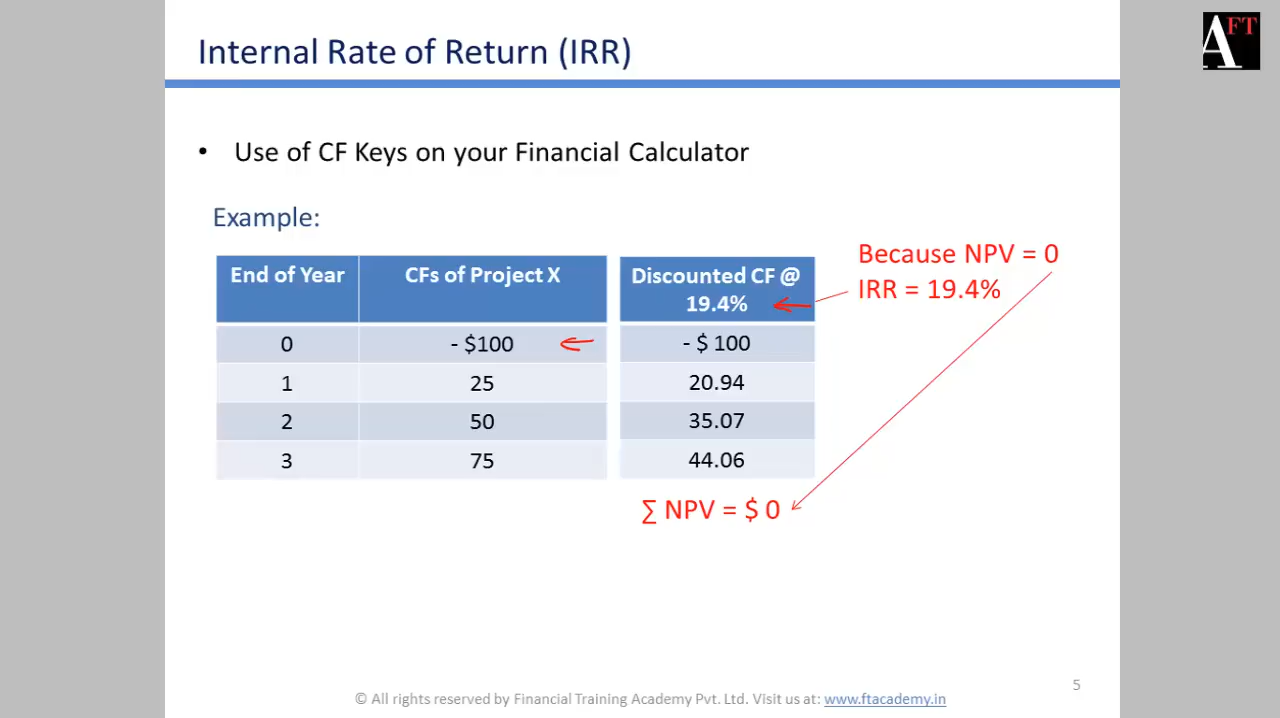 AFT
Internal Rate of Return (IRR)
• Use of CF Keys on your Financial Calculator
Example:
Because NPV = 0
IRR = 19.4%
End of Year CFs of Project X Discounted CF @ 19.4%
0 - $100 - $ 100
1 25 20.94
2 50 35.07
3 75 44.06
∑ NPV = $ 0
5
© All rights reserved by Financial Training Academy Pvt. Ltd. Visit us at: www.ftacademy.in